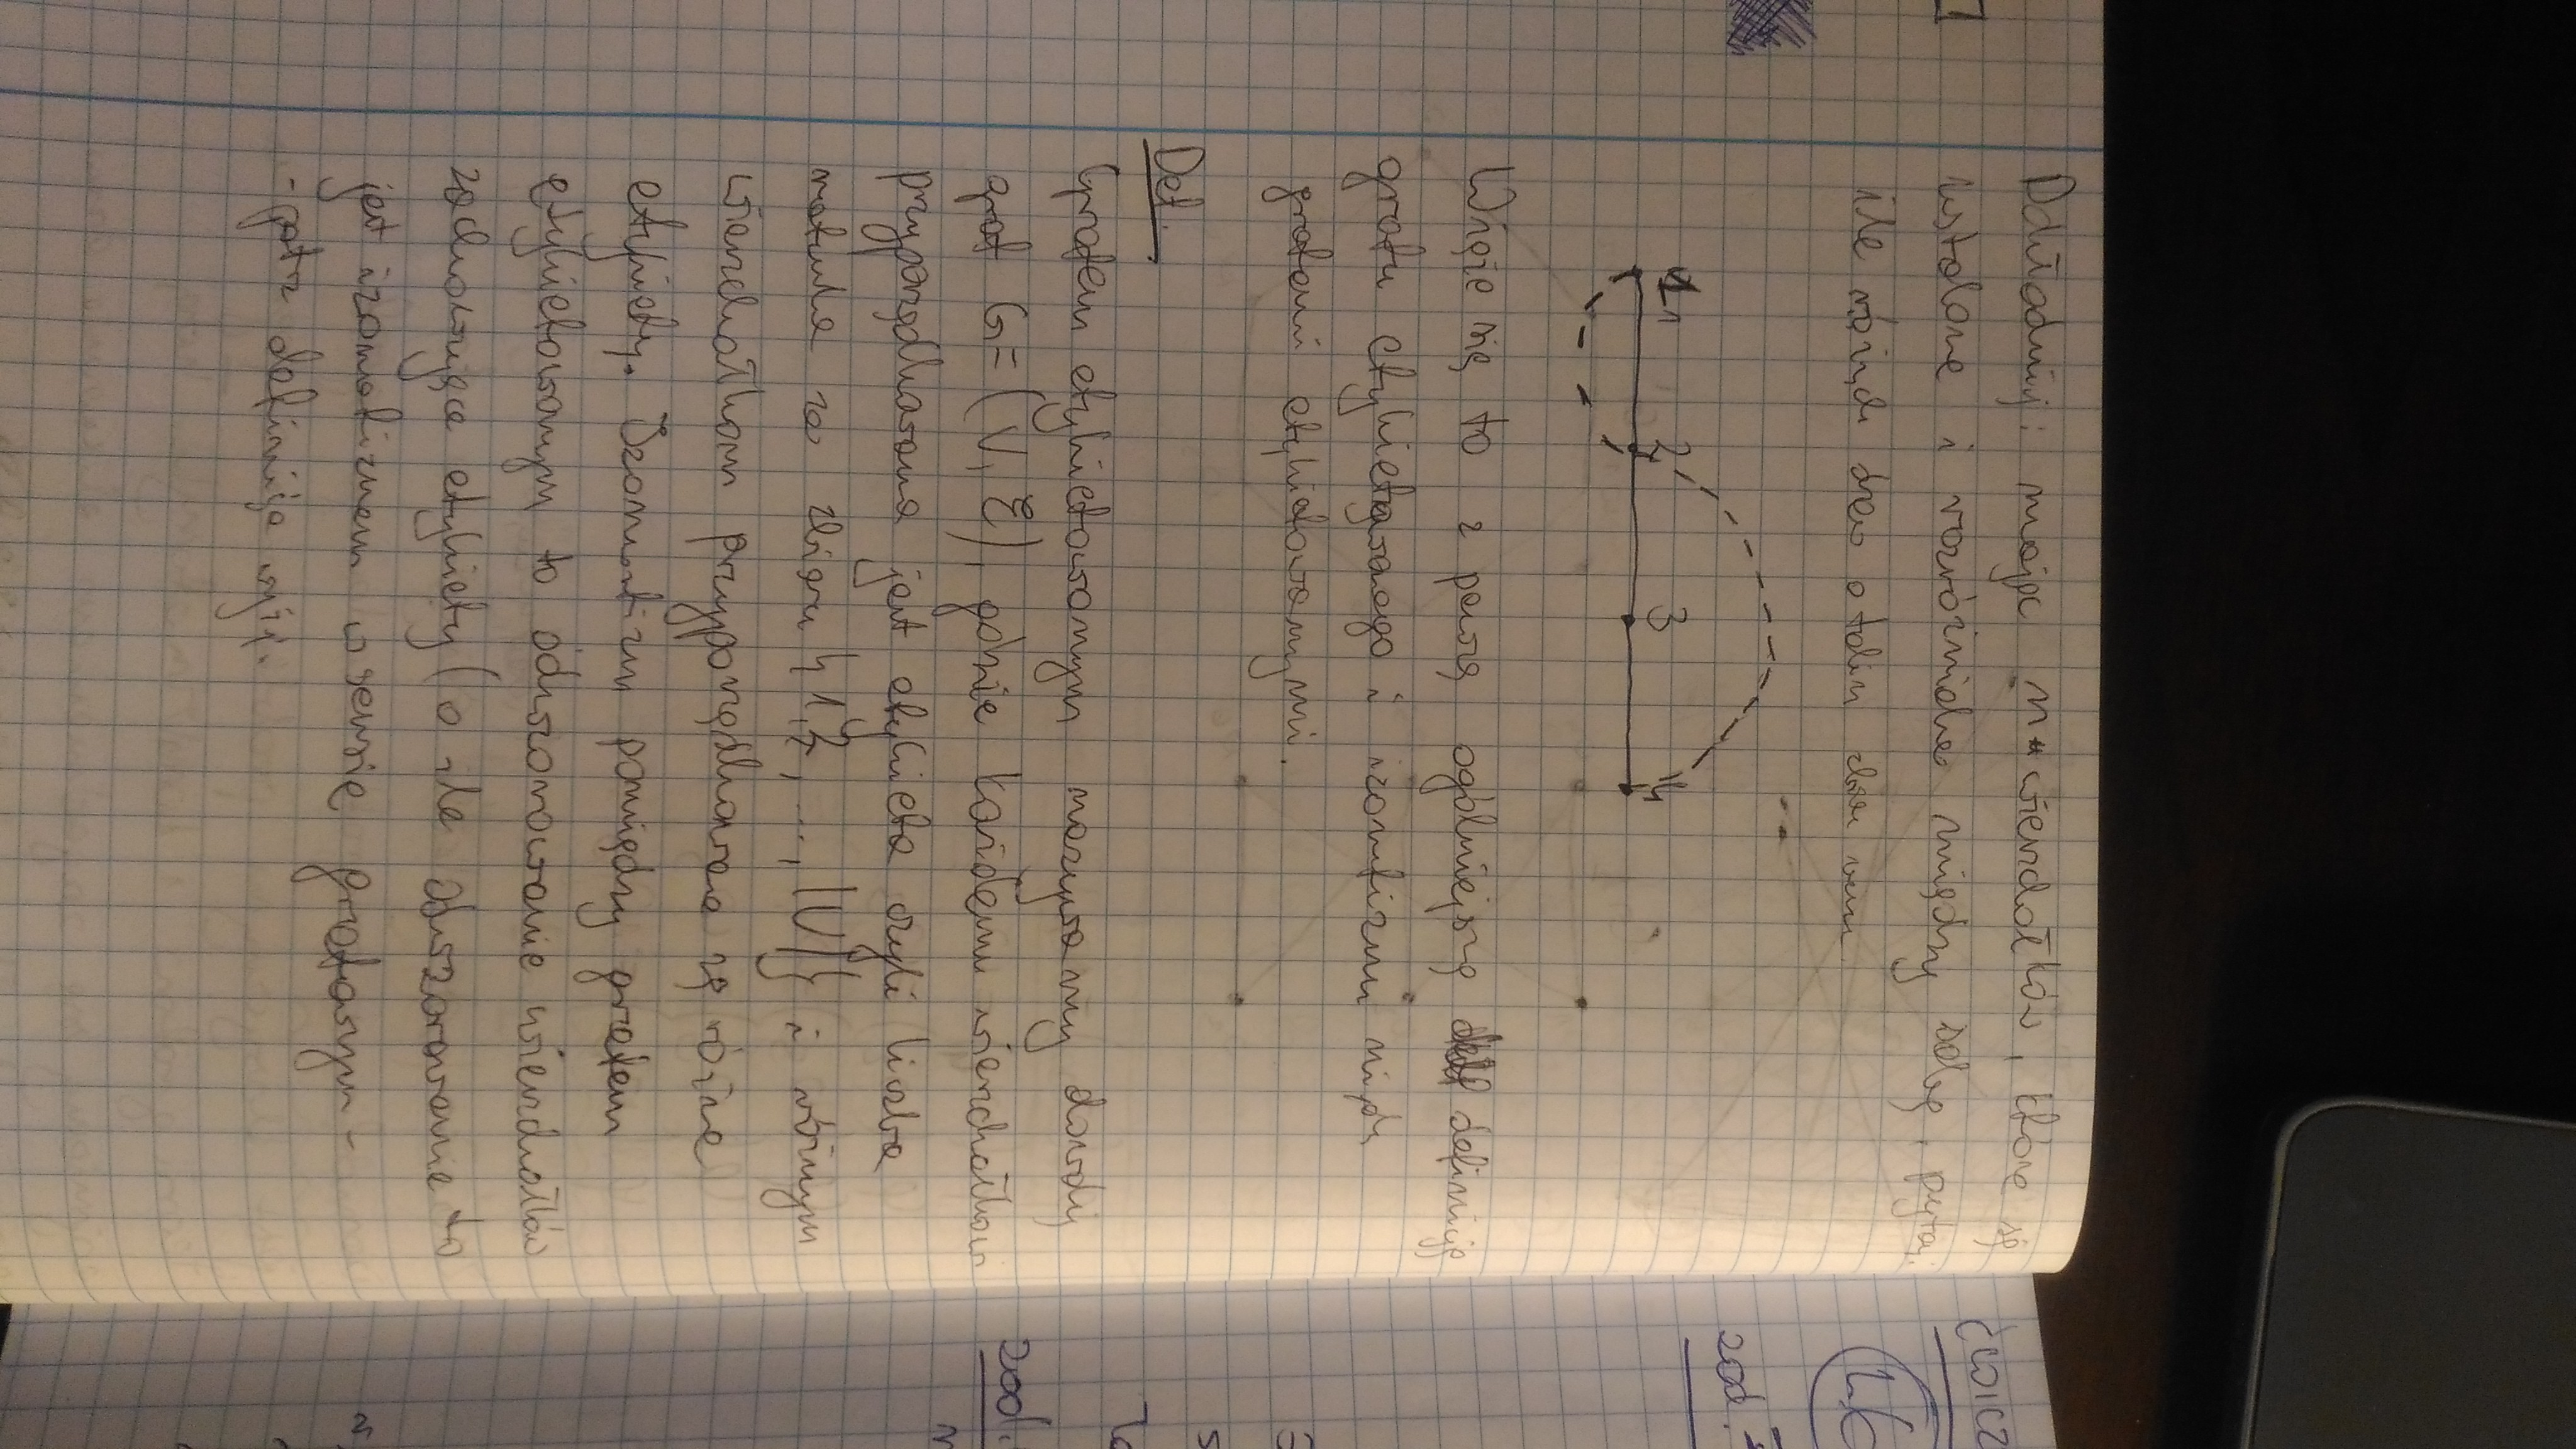 Dokładniej: mając n wierzchołków, które są
ustalone i rozróżnialne między sobą, pytaj.
ile różnych drzew o takim zbiorze
1 2 3 4
Wiąże się to z pewną ogólniejszą definicją
grafu etykietowanego i izomorfizmu między
grafami etykietowanymi.
Def.
Grafem etykietowanym nazywamy dowolny
graf G=(V, E), gdzie każdemu wierzchołkowi
przyporządkowana jest etykieta czyli liczba
naturalna ze zbioru {1,2, ..., |V|} i różnym
wierzchołkom przyporządkowane są różne
etykiety. Izomorfizm pomiędzy grafem
etykietowanym to odwzorowanie wierzchołków
zachowujące etykiety (o ile odwzorowanie to
jest izomorfizmem w sensie grafowym -
- patrz definicja wyżej.
ćwicz
1.6
zad.
zad.